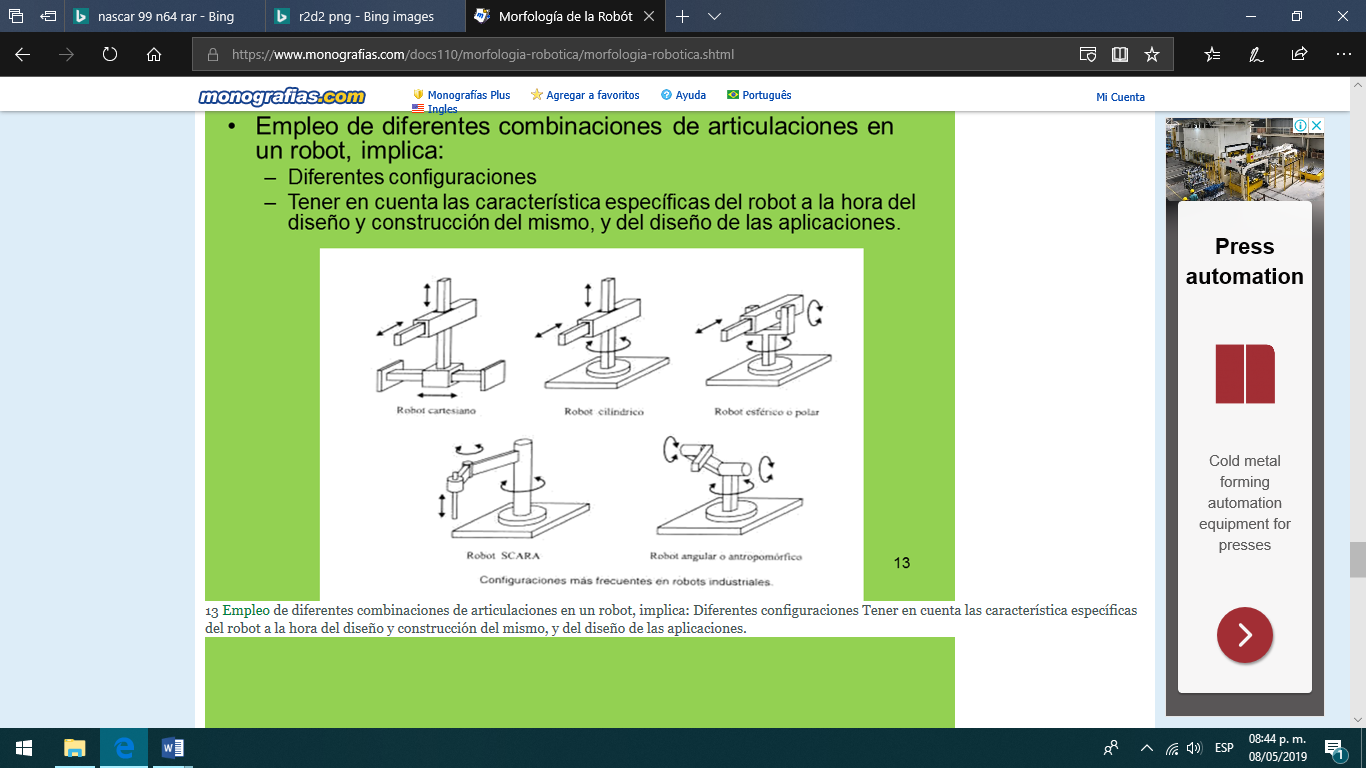 nascar 99 n64 rar - Bing
r2d2 png - Bing images
Morfología de la Robót
https://www.monografias.com/docs110/morfologia-robotica/morfologia-robotica.shtml
monografias.com
Monografías Plus
Agregar a favoritos
Ayuda
Português
Ingles
Mi Cuenta
• Empleo de diferentes combinaciones de articulaciones en
un robot, implica:
– Diferentes configuraciones
– Tener en cuenta las característica específicas del robot a la hora del
diseño y construcción del mismo, y del diseño de las aplicaciones.
Robot cartesiano
Robot cilíndrico
Robot esférico o polar
Robot SCARA
Robot angular o antropomórfico
Configuraciones más frecuentes en robots industriales.
13
13 Empleo de diferentes combinaciones de articulaciones en un robot, implica: Diferentes configuraciones Tener en cuenta las característica específicas
del robot a la hora del diseño y construcción del mismo, y del diseño de las aplicaciones.
Press
automation
Cold metal
forming
automation
equipment for
presses
ESP
08:44 p. m.
08/05/2019
1